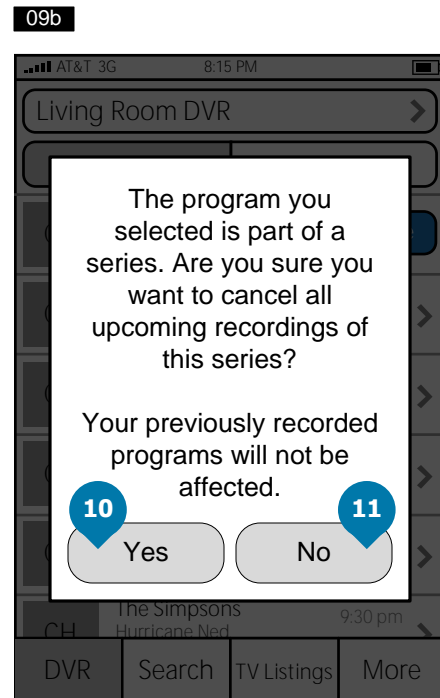 09b
AT&T 3G 8:15 PM
Living Room DVR
The program you
selected is part of a
series. Are you sure you
want to cancel all
upcoming recordings of
this series?
Your previously recorded
programs will not be
affected.
10 11
Yes No
The Simpsons 9:30 pm
CH Hurricane Ned
DVR Search TV Listings More